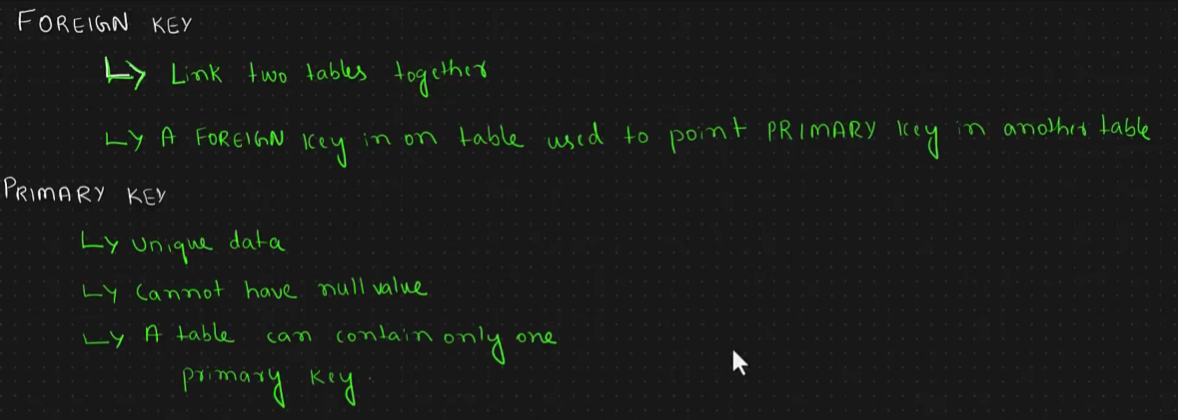 FOREIGN KEY
Link two tables together
A FOREIGN key in on table used to point PRIMARY key in another table
PRIMARY KEY
unique data
cannot have null value
A table can contain only one
primary key.